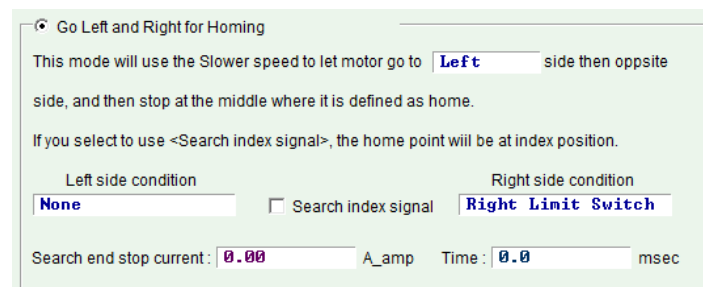 Go Left and Right for Homing
This mode will use the Slower speed to let motor go to Left side then oppsite
side, and then stop at the middle where it is defined as home.
If you select to use <Search index signal>, the home point wiil be at index position.
Left side condition Right side condition
None Search index signal Right Limit Switch
Search end stop current : 0.00 A_amp Time : 0.0 msec